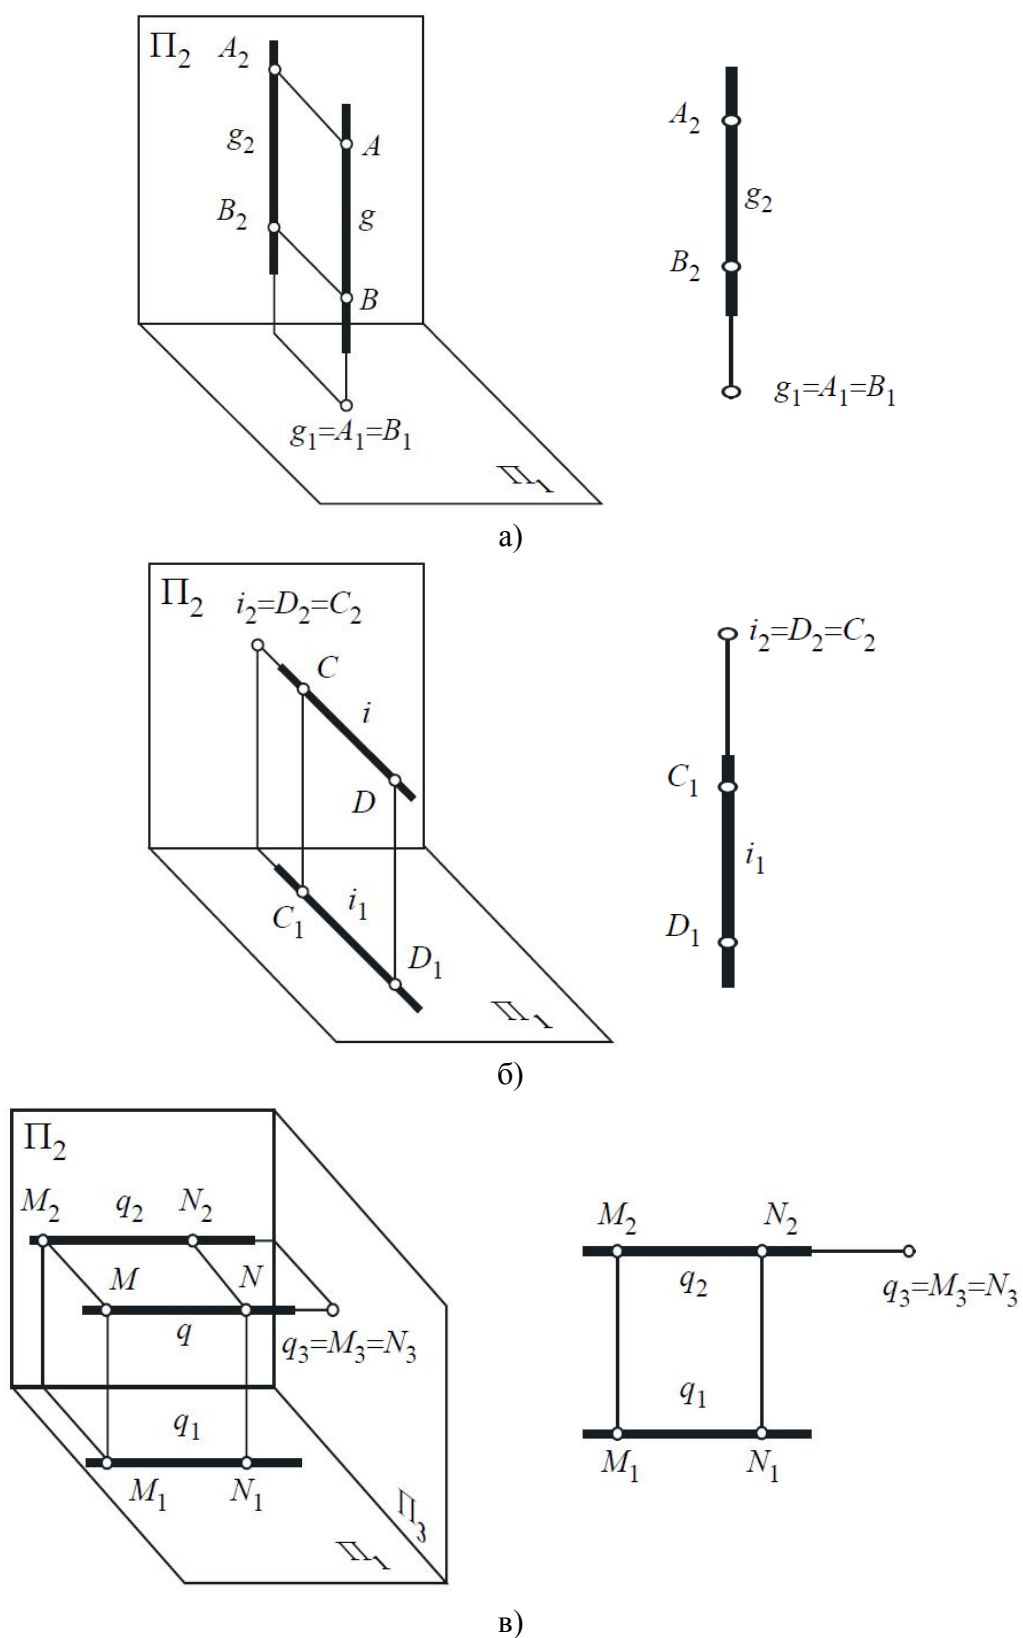 Π₂ A₂
A₂
g₂
A
B₂
g
g₂
B₂
B
g₁=A₁=B₁
g₁=A₁=B₁
Π₁
а)
Π₂ i₂=D₂=C₂
i₂=D₂=C₂
C
i
C₁
D
i₁
i₁
C₁
D₁
D₁
Π₁
б)
Π₂
M₂ q₂ N₂
M₂ N₂
M N
q₂
q₃=M₃=N₃
q
q₃=M₃=N₃
q₁
q₁
M₁ N₁
M₁ N₁
Π₃
Π₁
в)